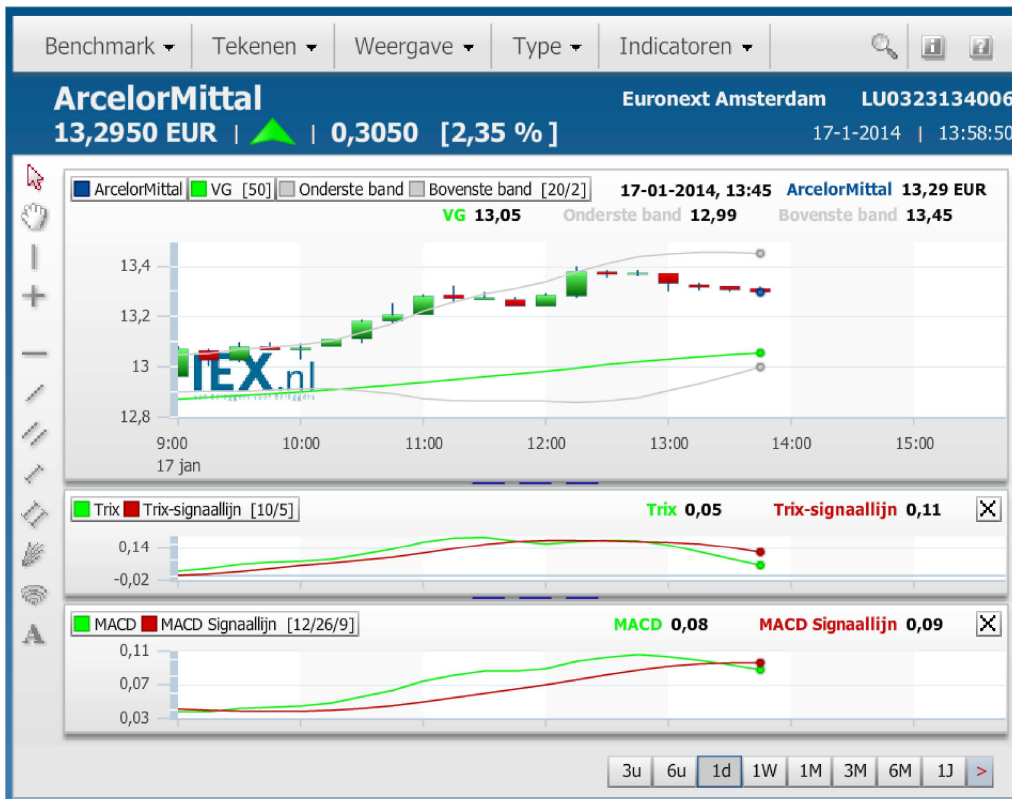 Benchmark Tekenen Weergave Type Indicatoren
ArcelorMittal Euronext Amsterdam LU0323134006
13,2950 EUR | | 0,3050 [2,35 %] 17-1-2014 | 13:58:50
ArcelorMittal VG [50] Onderste band Bovenste band [20/2] 17-01-2014, 13:45 ArcelorMittal 13,29 EUR
VG 13,05 Onderste band 12,99 Bovenste band 13,45
13,4
13,2
13
IEX.nl
12,8
9:00 10:00 11:00 12:00 13:00 14:00 15:00
17 jan
Trix Trix-signaallijn [10/5] Trix 0,05 Trix-signaallijn 0,11
0,14
-0,02
MACD MACD Signaallijn [12/26/9] MACD 0,08 MACD Signaallijn 0,09
0,11
0,07
0,03
A
3u 6u 1d 1W 1M 3M 6M 1J >